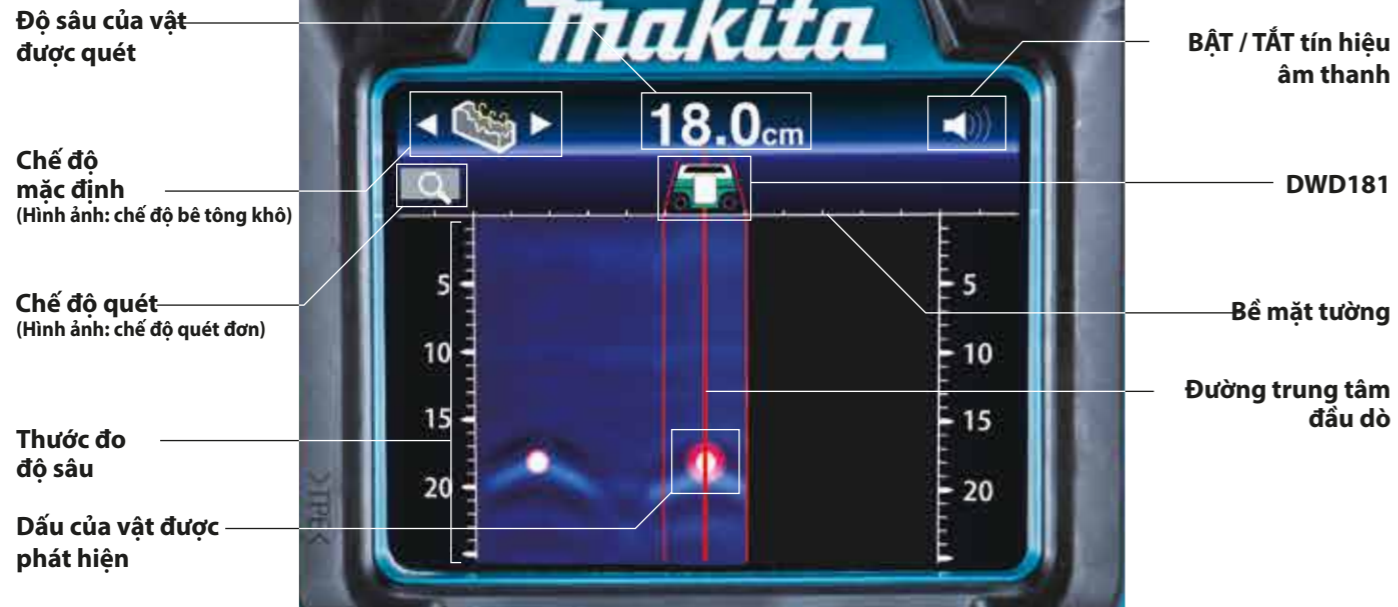 Độ sâu của vật
được quét
Chế độ
mặc định
(Hình ảnh: chế độ bê tông khô)
Chế độ quét
(Hình ảnh: chế độ quét đơn)
Thước đo
độ sâu
Dấu của vật được
phát hiện
makita
18.0cm
5
10
15
20
5
10
15
20
>TPE<
BẬT / TẮT tín hiệu
âm thanh
DWD181
Bề mặt tường
Đường trung tâm
đầu dò